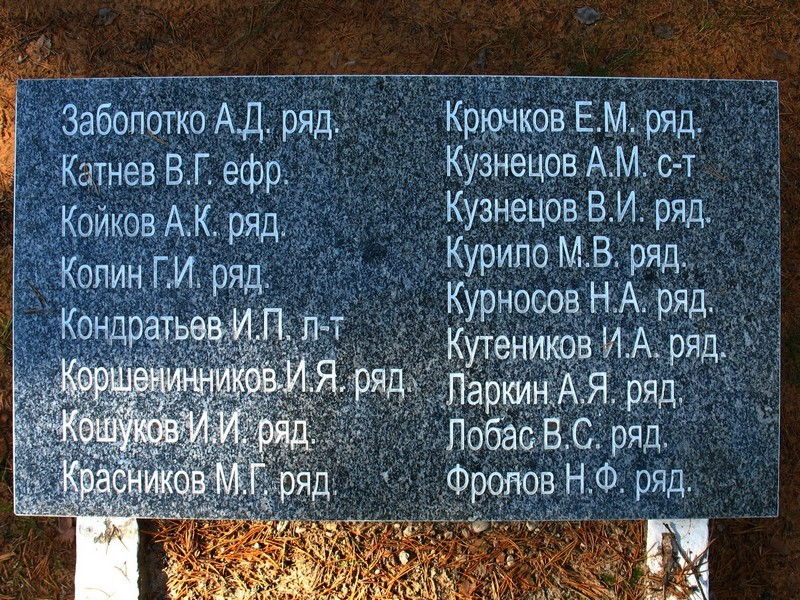 Заболотко А.Д. ряд.
Катнев В.Г. ефр.
Койков А.К. ряд.
Колин Г.И. ряд.
Кондратьев И.П. л-т
Коршенинников И.Я. ряд.
Кошуков И.И. ряд.
Красников М.Г. ряд.
Крючков Е.М. ряд.
Кузнецов А.М. с-т
Кузнецов В.И. ряд.
Курило М.В. ряд.
Курносов Н.А. ряд.
Кутеников И.А. ряд.
Ларкин А.Я. ряд.
Лобас В.С. ряд.
Фролов Н.Ф. ряд.